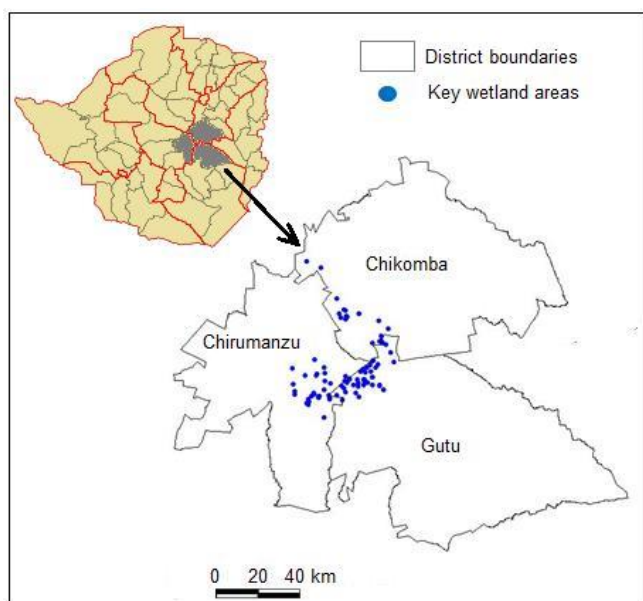 District boundaries
Key wetland areas
Chikomba
Chirumanzu
Gutu
0 20 40 km